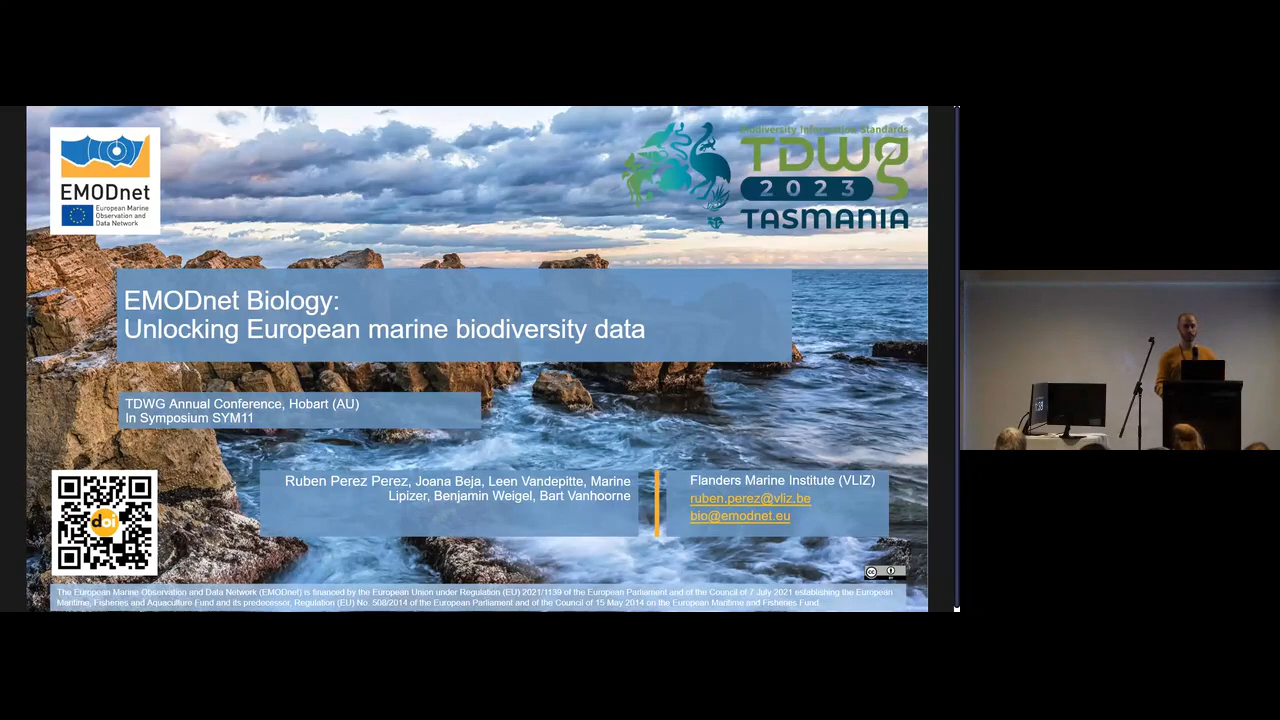 EMODnet
European Marine
Observation and
Data Network
Biodiversity Information Standards
TDWG
2023
TASMANIA
EMODnet Biology:
Unlocking European marine biodiversity data
TDWG Annual Conference, Hobart (AU)
In Symposium SYM11
doi
Ruben Perez Perez, Joana Beja, Leen Vandepitte, Marine
Lipizer, Benjamin Weigel, Bart Vanhoorne
Flanders Marine Institute (VLIZ)
ruben.perez@vliz.be
bio@emodnet.eu
cc
BY
The European Marine Observation and Data Network (EMODnet) is financed by the European Union under Regulation (EU) 2021/1139 of the European Parliament and of the Council of 7 July 2021 establishing the European
Maritime, Fisheries and Aquaculture Fund and its predecessor, Regulation (EU) No. 508/2014 of the European Parliament and of the Council of 15 May 2014 on the European Maritime and Fisheries Fund.